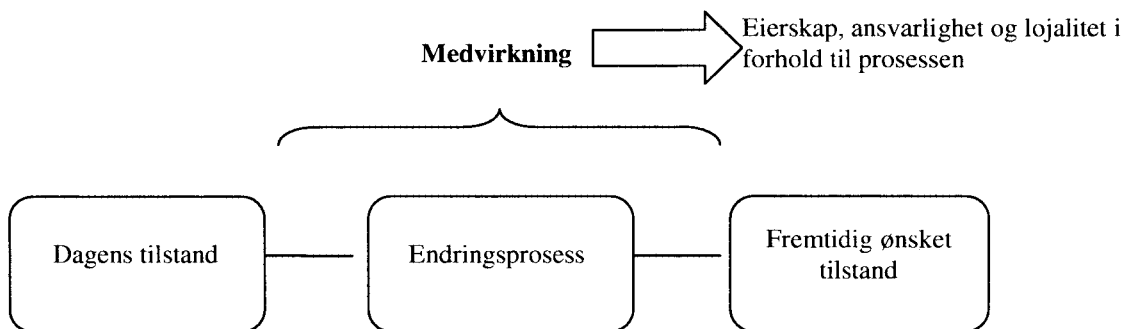 Medvirkning
Eierskap, ansvarlighet og lojalitet i
forhold til prosessen
Dagens tilstand
Endringsprosess
Fremtidig ønsket
tilstand